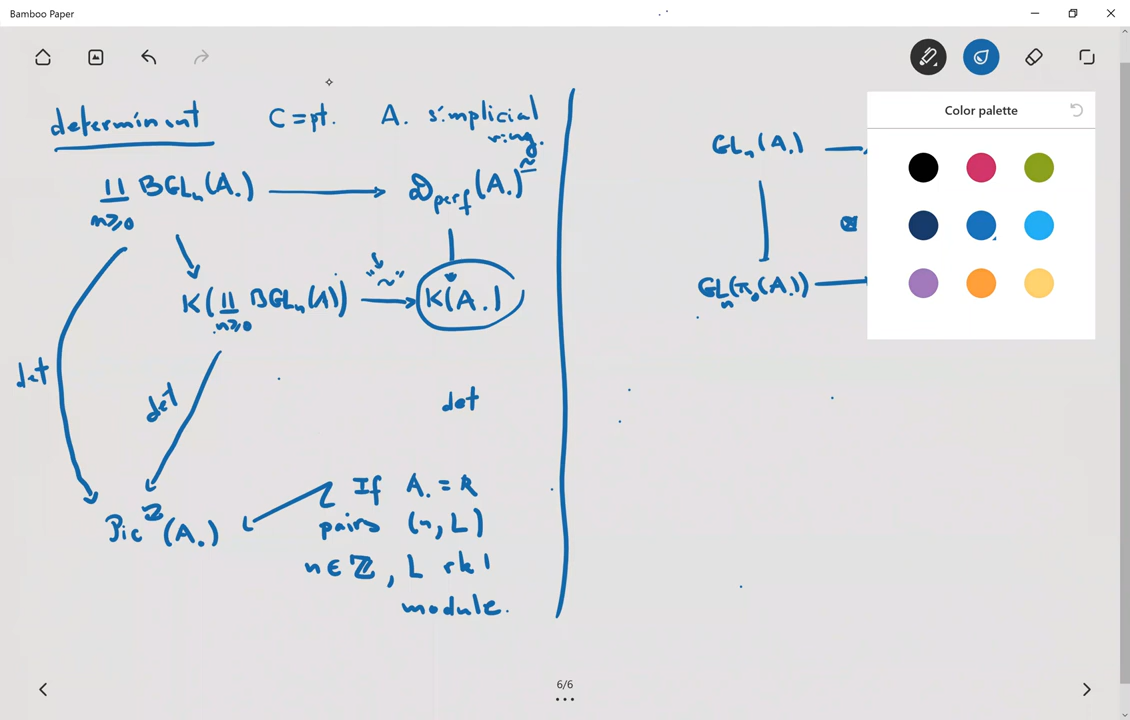 Bamboo Paper
determinant C = pt. A. simplicial ring.
∐ BGLₙ(A.) ⟶ 𝒟perf(A.)^≃
n≥0
K(∐ BGLₙ(A)) "∼" K(A.)
n≥0
det
det
det
Pic^ℤ(A.)
If A. = R
pairs (n, L)
n ∈ ℤ, L rk 1
module.
GLₙ(A.)
GLₙ(π₀(A.))
Color palette
6/6